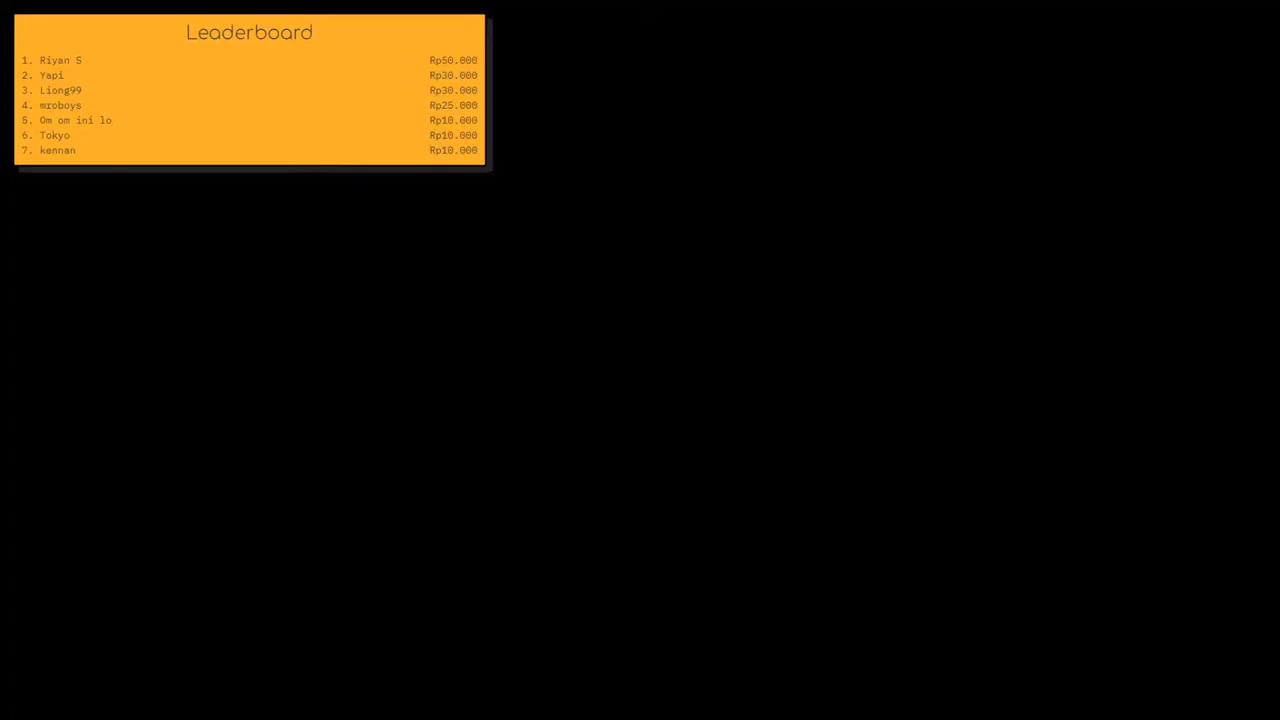 Leaderboard
1. Riyan S Rp50.000
2. Yapi Rp30.000
3. Liong99 Rp30.000
4. mroboys Rp25.000
5. Om om ini lo Rp10.000
6. Tokyo Rp10.000
7. kennan Rp10.000